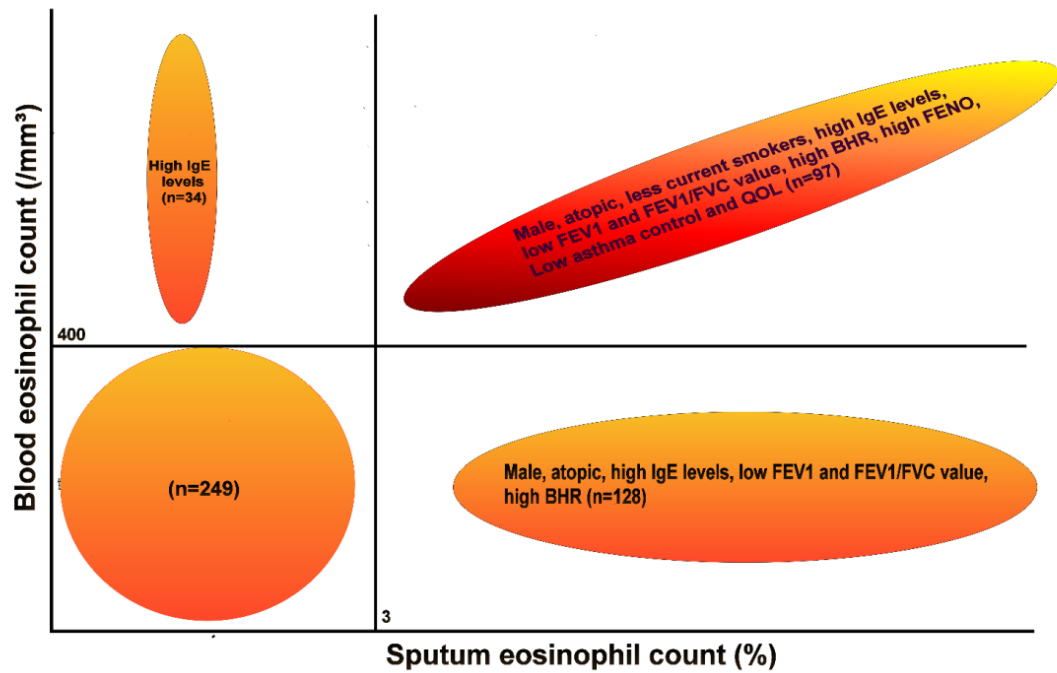 Blood eosinophil count (/mm³)
High IgE
levels
(n=34)
Male, atopic, less current smokers, high IgE levels,
low FEV1 and FEV1/FVC value, high BHR, high FENO,
Low asthma control and QOL (n=97)
400
(n=249)
Male, atopic, high IgE levels, low FEV1 and FEV1/FVC value,
high BHR (n=128)
3
Sputum eosinophil count (%)